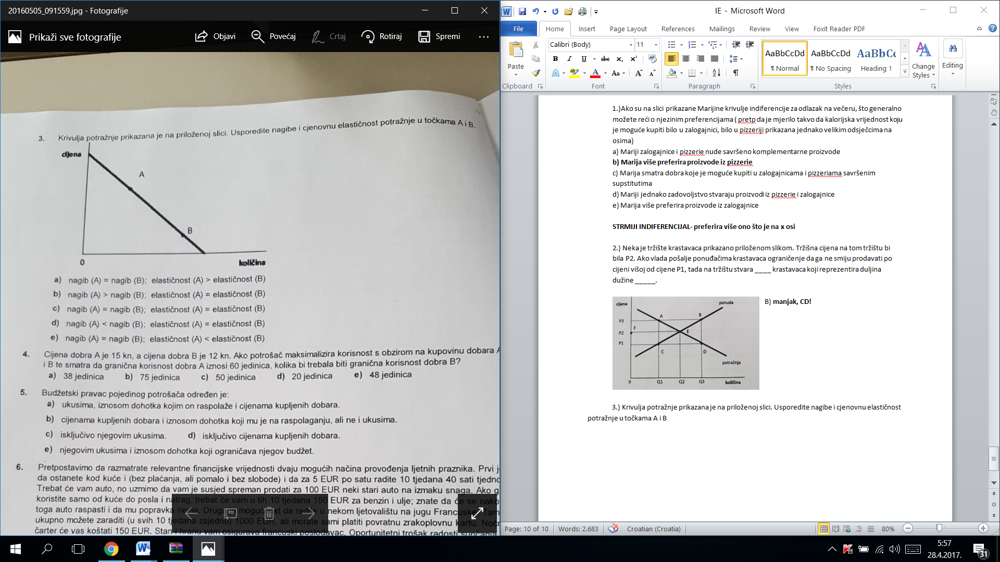 20160505_091559.jpg - Fotografije
Prikaži sve fotografije
Objavi
Povećaj
Crtaj
Rotiraj
Spremi
3. Krivulja potražnje prikazana je na priloženoj slici. Usporedite nagibe i cjenovnu elastičnost potražnje u točkama A i B.
cijena
A
B
0
količina
a) nagib (A) = nagib (B); elastičnost (A) > elastičnost (B)
b) nagib (A) > nagib (B); elastičnost (A) = elastičnost (B)
c) nagib (A) = nagib (B); elastičnost (A) = elastičnost (B)
d) nagib (A) < nagib (B); elastičnost (A) = elastičnost (B)
e) nagib (A) = nagib (B); elastičnost (A) < elastičnost (B)
4. Cijena dobra A je 15 kn, a cijena dobra B je 12 kn. Ako potrošač maksimalizira korisnost s obzirom na kupovinu dobara A
i B te smatra da granična korisnost dobra A iznosi 60 jedinica, kolika bi trebala biti granična korisnost dobra B?
a) 38 jedinica b) 75 jedinica c) 50 jedinica d) 20 jedinica e) 48 jedinica
5. Budžetski pravac pojedinog potrošača određen je:
a) ukusima, iznosom dohotka kojim on raspolaže i cijenama kupljenih dobara.
b) cijenama kupljenih dobara i iznosom dohotka koji mu je na raspolaganju, ali ne i ukusima.
c) isključivo njegovim ukusima. d) isključivo cijenama kupljenih dobara.
e) njegovim ukusima i iznosom dohotka koji ograničava njegov budžet.
6. Pretpostavimo da razmatrate relevantne financijske vrijednosti dvaju mogućih načina provođenja ljetnih praznika. Prvi
da ostanete kod kuće i (bez plaćanja, ali pomalo i bez slobode) i da za 5 EUR po satu radite 10 tjedana 40 sati
Trebat će vam auto, no uzmimo da vam je susjed spreman prodati za 100 EUR neki stari auto na izmaku snaga. Ako
koristite samo od kuće do posla i natrag, trebat će vam u tih 10 tjedana 150 EUR za benzin i ulje; znate da će se
toga auto raspasti i da mu popravka nema. Druga je mogućnost da radite u nekom ljetovalištu na jugu
ukupno možete zaraditi (u svih 10 tjedana zajedno) 1000 EUR, ali morate sami platiti povratnu zrakoplovnu kartu.
čarter će vas koštati 150 EUR. Stan i hranu vam osigurava francuski poslodavac. Oportunitetni trošak radosti
IE - Microsoft Word
File
Home
Insert
Page Layout
References
Mailings
Review
View
Foxit Reader PDF
Paste
Clipboard
Calibri (Body)
11
Font
Paragraph
AaBbCcDd
¶ Normal
AaBbCcDd
¶ No Spacing
AaBbCc
Heading 1
Change
Styles
Styles
Editing
1.)Ako su na slici prikazane Marijine krivulje indiferencije za odlazak na večeru, što generalno
možete reći o njezinim preferencijama ( pretp da je mjerilo takvo da kalorijska vrijednost koju
je moguće kupiti bilo u zalogajnici, bilo u pizzeriji prikazana jednako velikim odsječcima na
osima)
a) Mariji zalogajnice i pizzerie nude savršeno komplementarne proizvode
b) Marija više preferira proizvode iz pizzerie
c) Marija smatra dobra koje je moguće kupiti u zalogajnicama i pizzeriama savršenim
supstitutima
d) Mariji jednako zadovoljstvo stvaraju proizvodi iz pizzerie i zalogajnice
e) Marija više preferira proizvode iz zalogajnice
STRMIJI INDIFERENCIJAL- preferira više ono što je na x osi
2.) Neka je tržište krastavaca prikazano priloženom slikom. Tržišna cijena na tom tržištu bi
bila P2. Ako vlada pošalje ponuđačima krastavaca ograničenje da ga ne smiju prodavati po
cijeni višoj od cijene P1, tada na tržištu stvara ____ krastavaca koji reprezentira duljina
dužine _____.
cijena
ponuda
A
B
P3
F
P2
E
P1
C
D
potražnja
0
Q1
Q2
Q3
količina
B) manjak, CD!
3.) Krivulja potražnje prikazana je na priloženoj slici. Usporedite nagibe i cjenovnu elastičnost
potražnje u točkama A i B
Page: 10 of 10
Words: 2.683
Croatian (Croatia)
80%
5:57
28.4.2017.
31